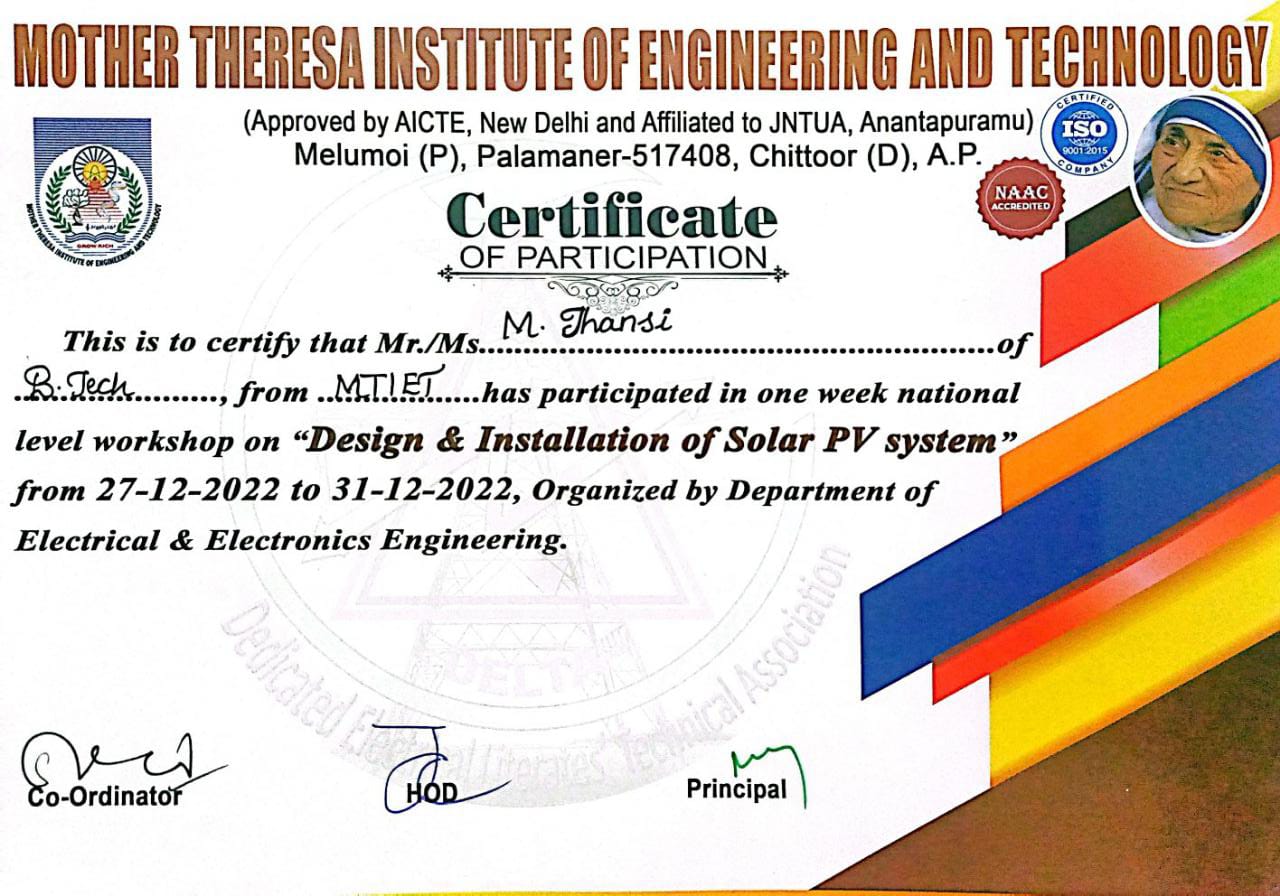 MOTHER THERESA INSTITUTE OF ENGINEERING AND TECHNOLOGY
(Approved by AICTE, New Delhi and Affiliated to JNTUA, Anantapuramu)
Melumoi (P), Palamaner-517408, Chittoor (D), A.P.
CERTIFIED
ISO
9001:2015
COMPANY
NAAC
ACCREDITED
GROW RICH
MOTHER THERESA INSTITUTE OF ENGINEERING AND TECHNOLOGY
Certificate
OF PARTICIPATION
This is to certify that Mr./Ms. M. Jhansi of
B.Tech, from MTIET has participated in one week national
level workshop on “Design & Installation of Solar PV system”
from 27-12-2022 to 31-12-2022, Organized by Department of
Electrical & Electronics Engineering.
DELTA
Dedicated Electrical Literates' Technical Association
Co-Ordinator
HOD
Principal